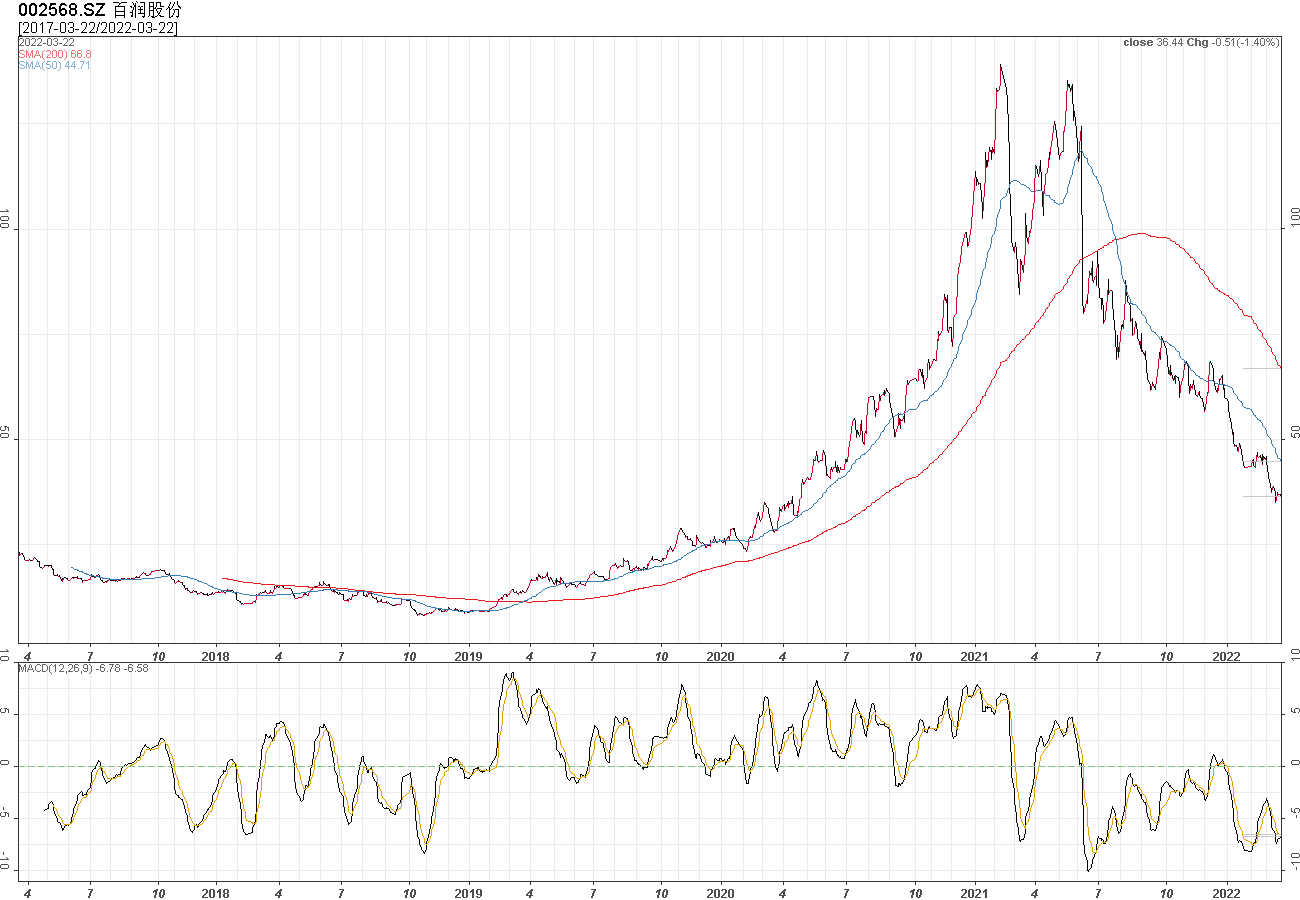 002568.SZ 百润股份
[2017-03-22/2022-03-22]
2022-03-22
close 36.44 Chg -0.51(-1.40%)
SMA(200) 66.8
SMA(50) 44.71
100
100
50
50
4 7 10 2018 4 7 10 2019 4 7 10 2020 4 7 10 2021 4 7 10 2022
MACD(12,26,9) -6.78 -6.58
10
10
5
5
0
0
-5
-5
-10
-10
4 7 10 2018 4 7 10 2019 4 7 10 2020 4 7 10 2021 4 7 10 2022